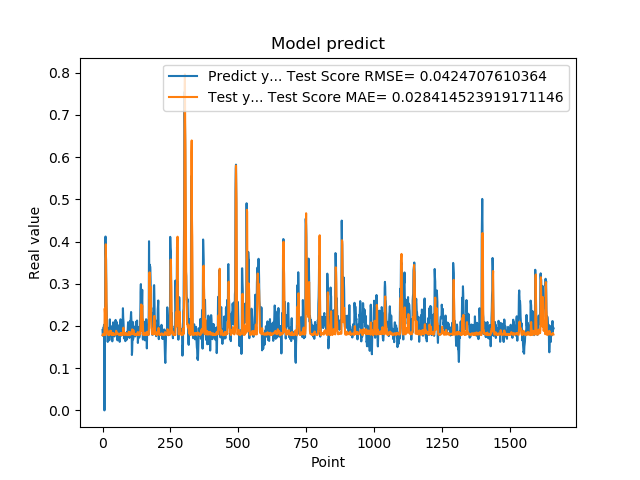 Model predict
Predict y... Test Score RMSE= 0.0424707610364
Test y... Test Score MAE= 0.028414523919171146
Real value
0.8
0.7
0.6
0.5
0.4
0.3
0.2
0.1
0.0
0 250 500 750 1000 1250 1500
Point